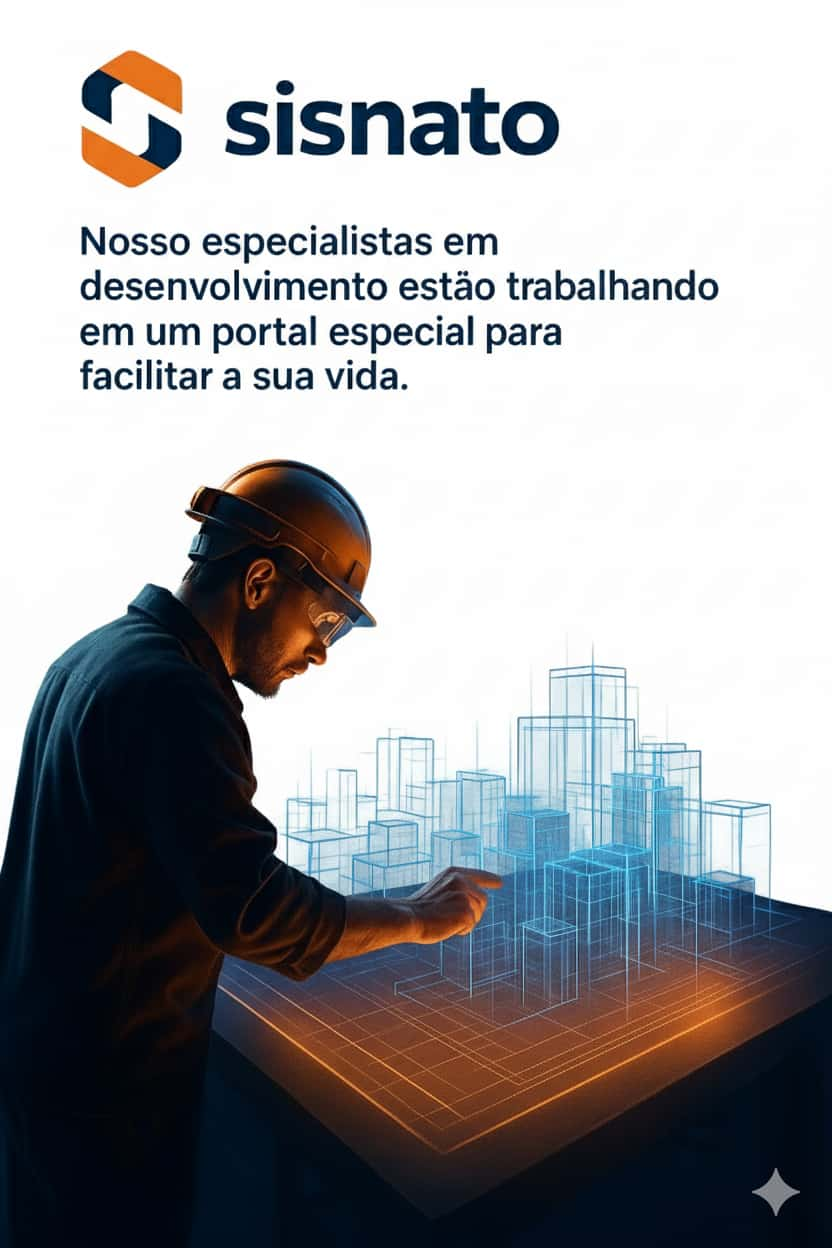 sisnato
Nosso especialistas em
desenvolvimento estão trabalhando
em um portal especial para
facilitar a sua vida.